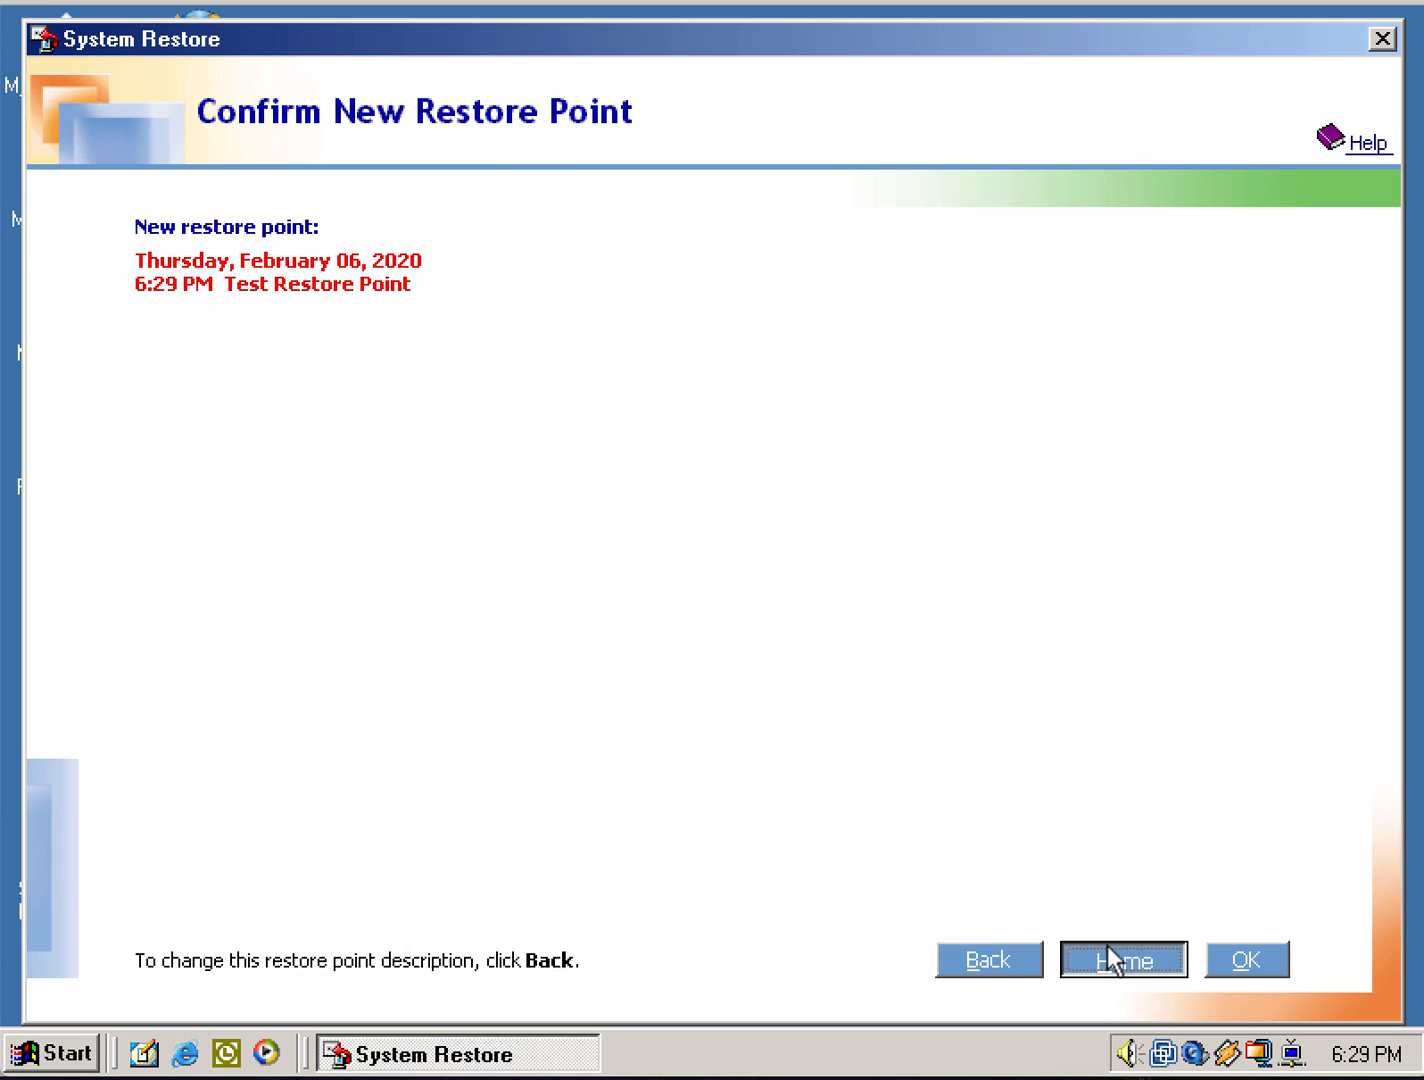 System Restore
Confirm New Restore Point
Help
New restore point:
Thursday, February 06, 2020
6:29 PM Test Restore Point
To change this restore point description, click Back.
Back
Home
OK
Start
System Restore
6:29 PM